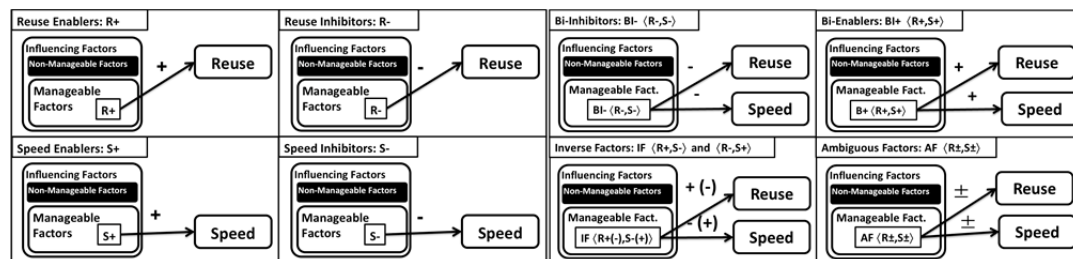 Reuse Enablers: R+
Influencing Factors
Non-Manageable Factors
Manageable
Factors
R+
+
Reuse
Reuse Inhibitors: R-
Influencing Factors
Non-Manageable Factors
Manageable
Factors
R-
-
Reuse
Bi-Inhibitors: BI- ⟨R-,S-⟩
Influencing Factors
Non-Manageable Factors
Manageable Fact.
BI- ⟨R-,S-⟩
-
-
Reuse
Speed
Bi-Enablers: BI+ ⟨R+,S+⟩
Influencing Factors
Non-Manageable Factors
Manageable Fact.
B+ ⟨R+,S+⟩
+
+
Reuse
Speed
Speed Enablers: S+
Influencing Factors
Non-Manageable Factors
Manageable
Factors
S+
+
Speed
Speed Inhibitors: S-
Influencing Factors
Non-Manageable Factors
Manageable
Factors
S-
-
Speed
Inverse Factors: IF ⟨R+,S-⟩ and ⟨R-,S+⟩
Influencing Factors
Non-Manageable Factors
Manageable Fact.
IF ⟨R+(-),S-(+)⟩
+ (-)
- (+)
Reuse
Speed
Ambiguous Factors: AF ⟨R±,S±⟩
Influencing Factors
Non-Manageable Factors
Manageable Fact.
AF ⟨R±,S±⟩
±
±
Reuse
Speed